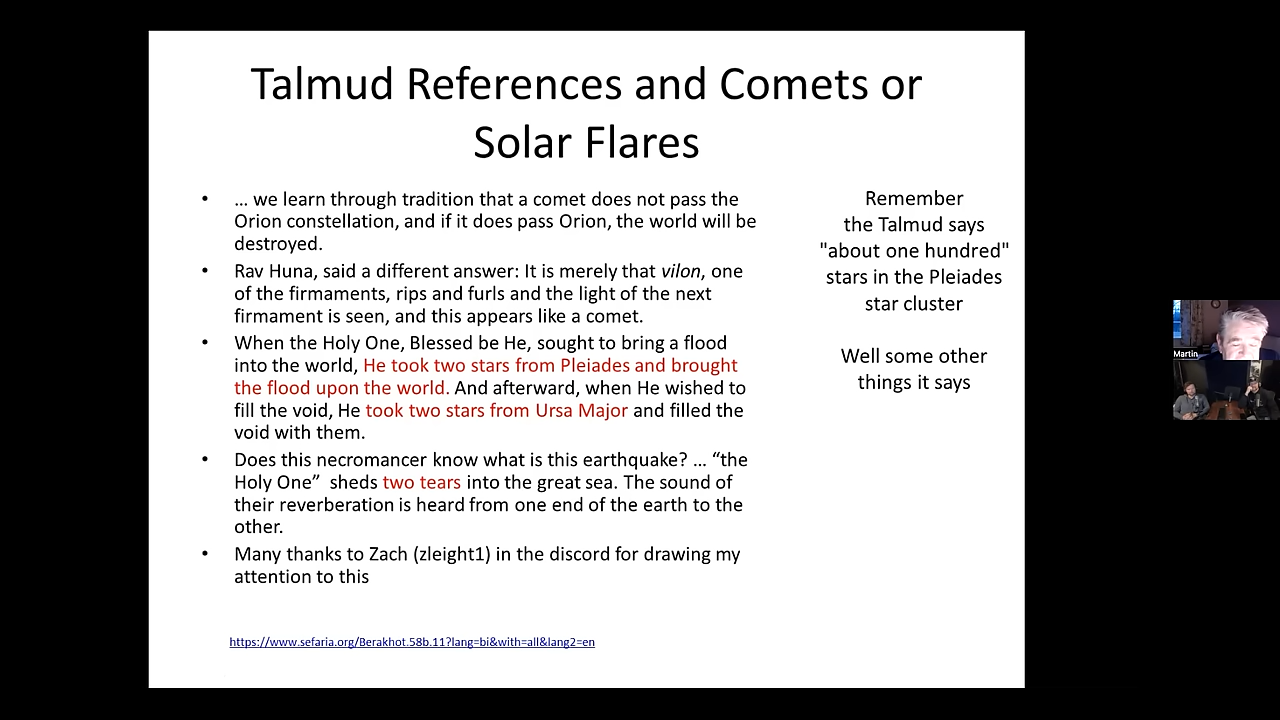 Talmud References and Comets or
Solar Flares
• … we learn through tradition that a comet does not pass the
Orion constellation, and if it does pass Orion, the world will be
destroyed.
• Rav Huna, said a different answer: It is merely that vilon, one
of the firmaments, rips and furls and the light of the next
firmament is seen, and this appears like a comet.
• When the Holy One, Blessed be He, sought to bring a flood
into the world, He took two stars from Pleiades and brought
the flood upon the world. And afterward, when He wished to
fill the void, He took two stars from Ursa Major and filled the
void with them.
• Does this necromancer know what is this earthquake? … “the
Holy One” sheds two tears into the great sea. The sound of
their reverberation is heard from one end of the earth to the
other.
• Many thanks to Zach (zleight1) in the discord for drawing my
attention to this
https://www.sefaria.org/Berakhot.58b.11?lang=bi&with=all&lang2=en
Remember
the Talmud says
"about one hundred"
stars in the Pleiades
star cluster
Well some other
things it says
Martin